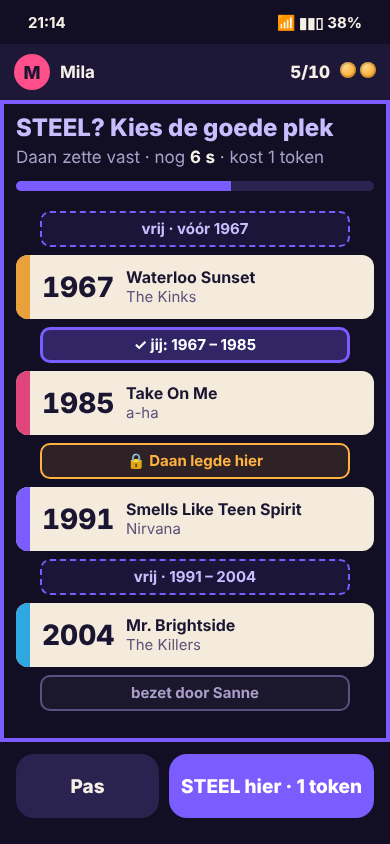 21:14
38%
M Mila
5/10
STEEL? Kies de goede plek
Daan zette vast · nog 6 s · kost 1 token
vrij · vóór 1967
1967 Waterloo Sunset
The Kinks
✓ jij: 1967 – 1985
1985 Take On Me
a-ha
🔒 Daan legde hier
1991 Smells Like Teen Spirit
Nirvana
vrij · 1991 – 2004
2004 Mr. Brightside
The Killers
bezet door Sanne
Pas
STEEL hier · 1 token